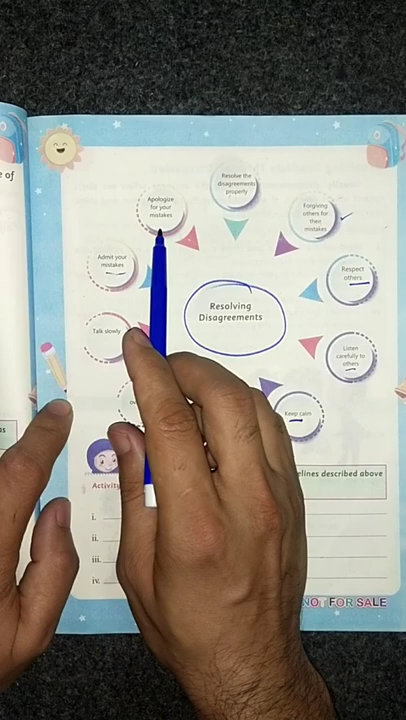 e of
Resolve the
disagreements
properly
Apologize
for your
mistakes
Forgiving
others for
their
mistakes
Admit your
mistakes
Respect
others
Resolving
Disagreements
Talk slowly
Listen
carefully to
others
Keep calm
elines described above
Activity
i.
ii.
iii.
iv.
NOT FOR SALE